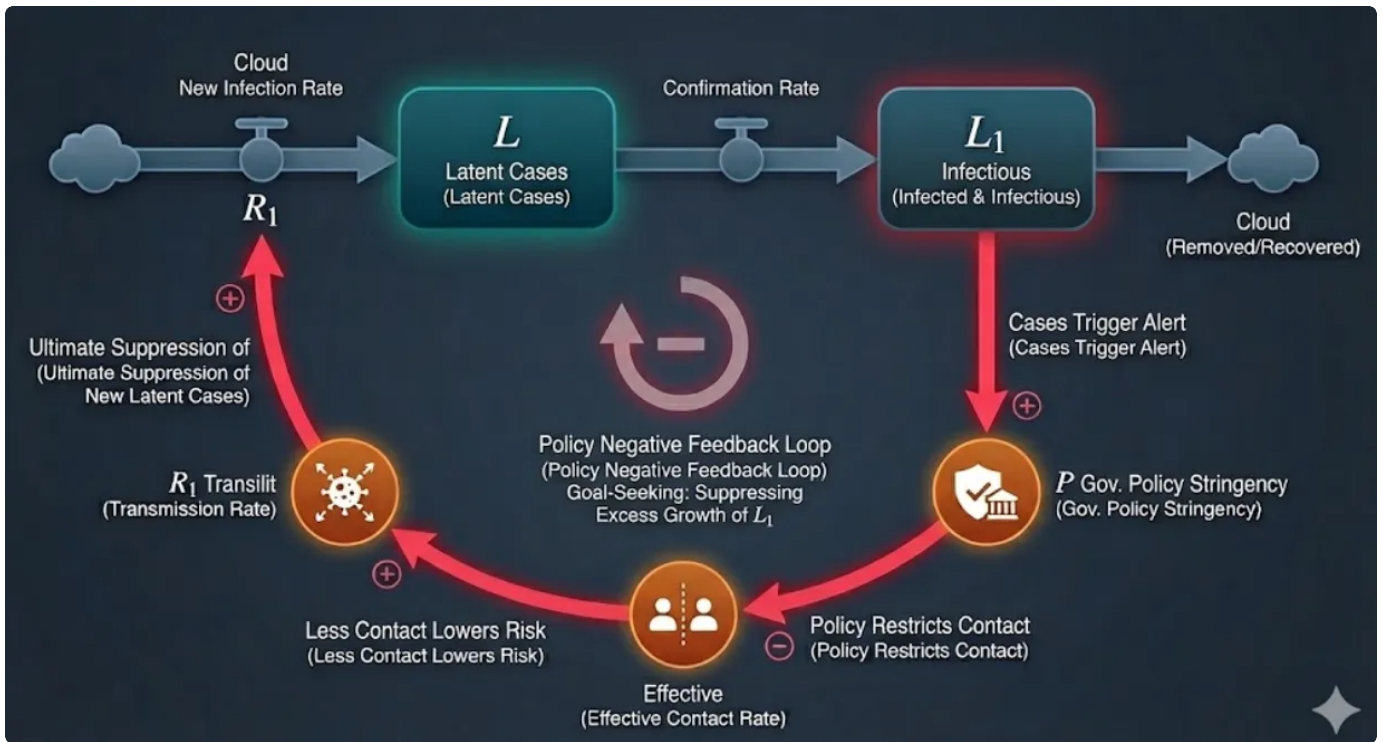 Cloud
New Infection Rate
R₁
L
Latent Cases
(Latent Cases)
Confirmation Rate
L₁
Infectious
(Infected & Infectious)
Cloud
(Removed/Recovered)
+
Ultimate Suppression of
(Ultimate Suppression of
New Latent Cases)
−
Policy Negative Feedback Loop
(Policy Negative Feedback Loop)
Goal-Seeking: Suppressing
Excess Growth of L₁
Cases Trigger Alert
(Cases Trigger Alert)
+
R₁ Transilit
(Transmission Rate)
P Gov. Policy Stringency
(Gov. Policy Stringency)
+
Less Contact Lowers Risk
(Less Contact Lowers Risk)
−
Policy Restricts Contact
(Policy Restricts Contact)
Effective
(Effective Contact Rate)